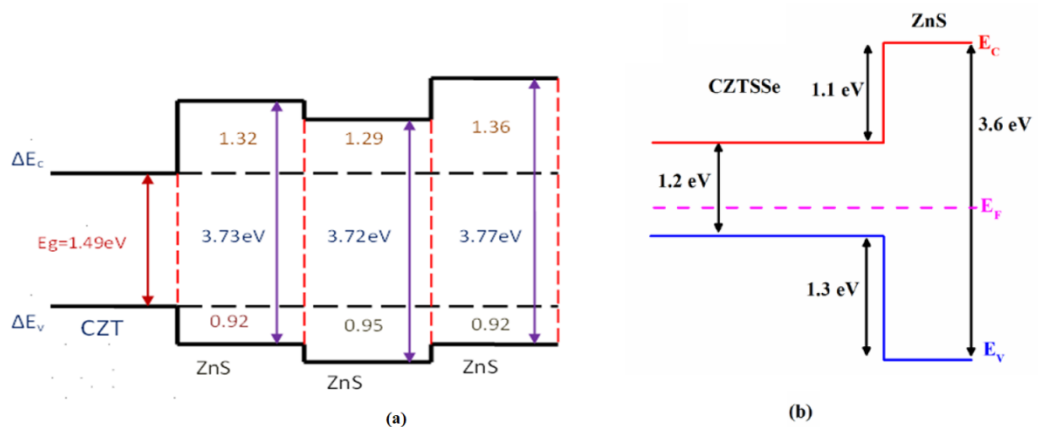 1.32
1.29
1.36
ΔEc
Eg=1.49eV
3.73eV
3.72eV
3.77eV
ΔEv
CZT
0.92
0.95
0.92
ZnS
ZnS
ZnS
(a)
ZnS
EC
CZTSSe
1.1 eV
3.6 eV
1.2 eV
EF
1.3 eV
EV
(b)